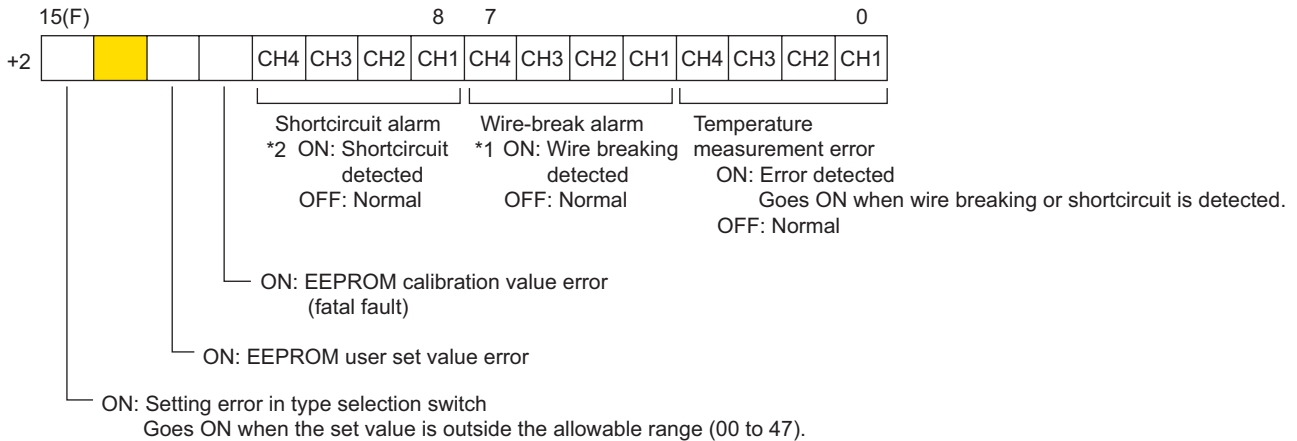 15(F) 8 7 0
+2 CH4 CH3 CH2 CH1 CH4 CH3 CH2 CH1 CH4 CH3 CH2 CH1
Shortcircuit alarm
*2 ON: Shortcircuit
detected
OFF: Normal
Wire-break alarm
*1 ON: Wire breaking
detected
OFF: Normal
Temperature
measurement error
ON: Error detected
Goes ON when wire breaking or shortcircuit is detected.
OFF: Normal
ON: EEPROM calibration value error
(fatal fault)
ON: EEPROM user set value error
ON: Setting error in type selection switch
Goes ON when the set value is outside the allowable range (00 to 47).